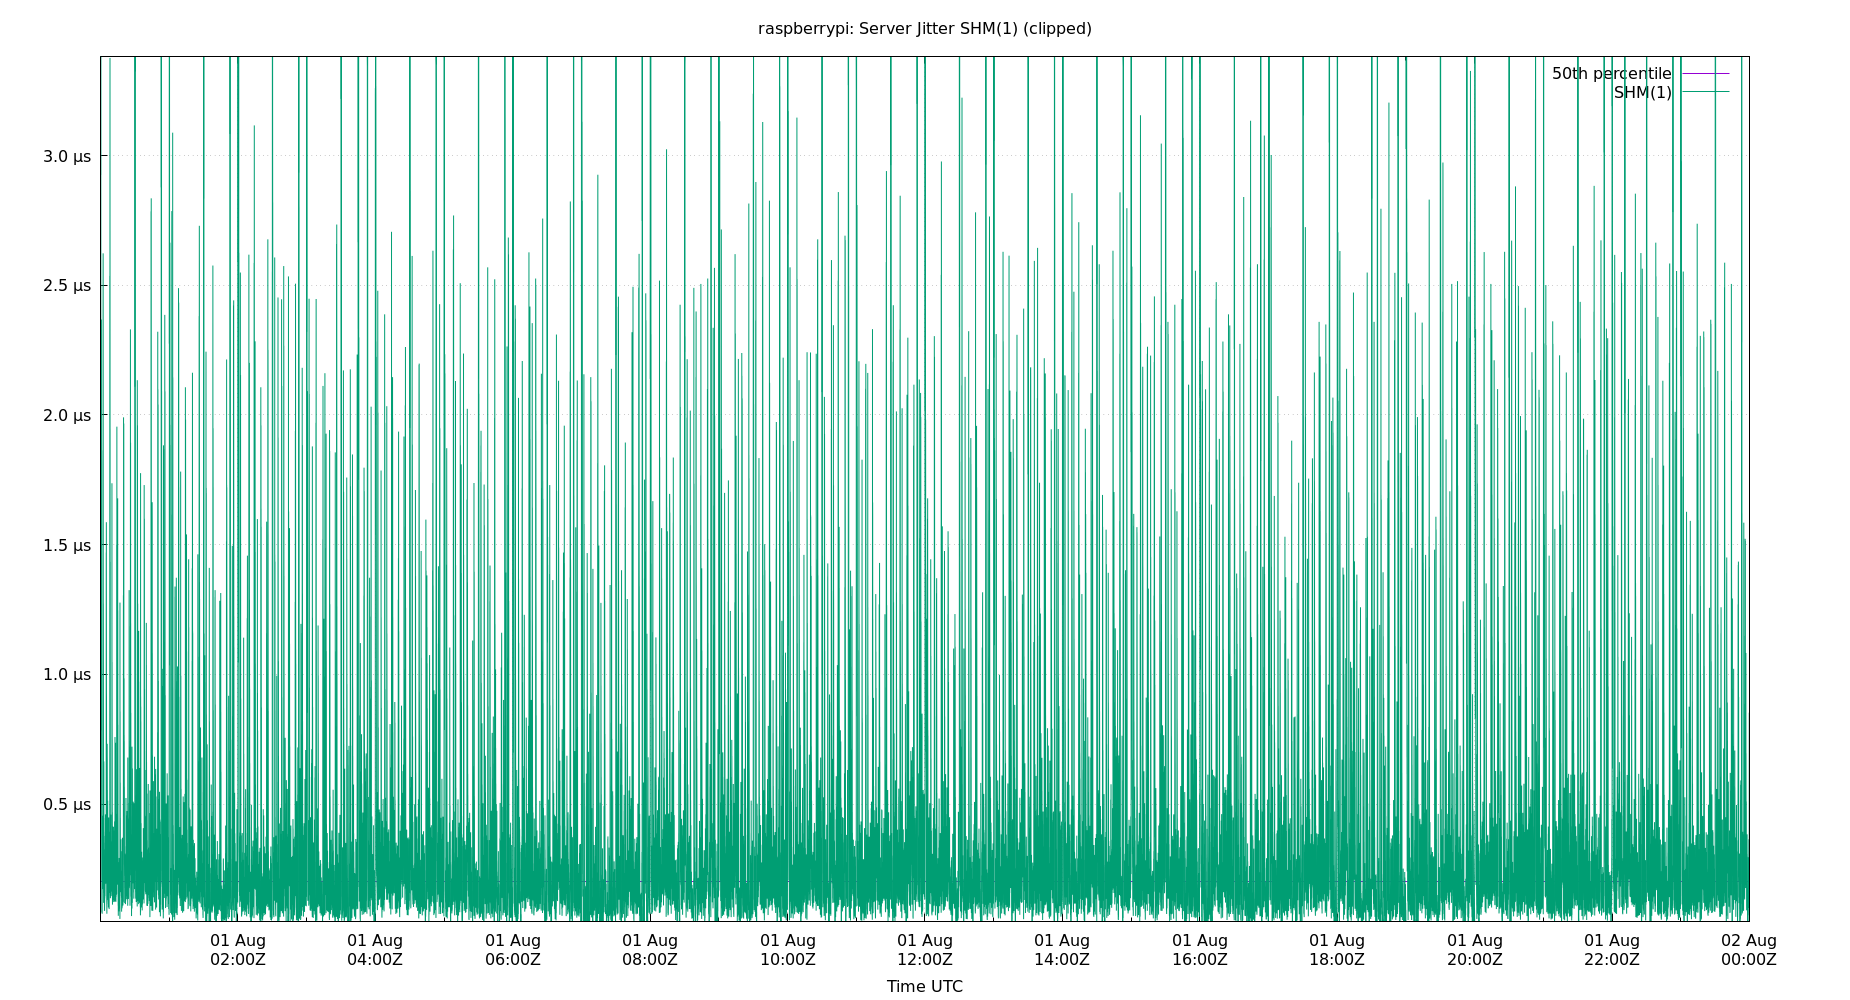 raspberrypi: Server Jitter SHM(1) (clipped)
50th percentile
SHM(1)
3.0 µs
2.5 µs
2.0 µs
1.5 µs
1.0 µs
0.5 µs
01 Aug 01 Aug 01 Aug 01 Aug 01 Aug 01 Aug 01 Aug 01 Aug 01 Aug 01 Aug 01 Aug 02 Aug
02:00Z 04:00Z 06:00Z 08:00Z 10:00Z 12:00Z 14:00Z 16:00Z 18:00Z 20:00Z 22:00Z 00:00Z
Time UTC